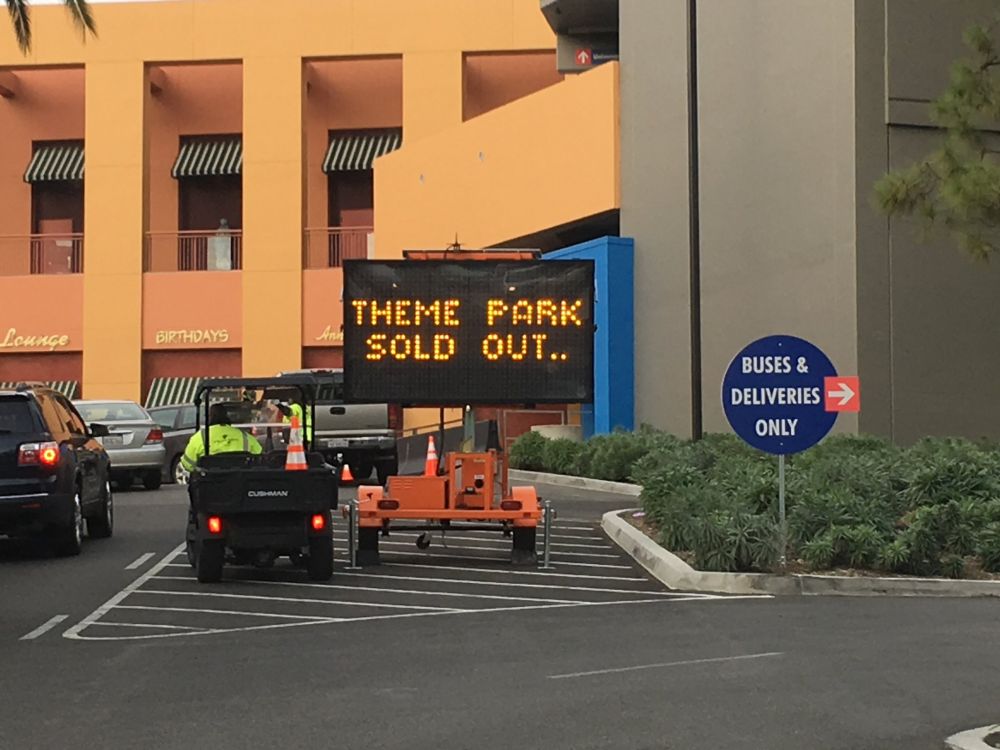 Lounge
BIRTHDAYS
THEME PARK
SOLD OUT..
BUSES &
DELIVERIES
ONLY
CUSHMAN